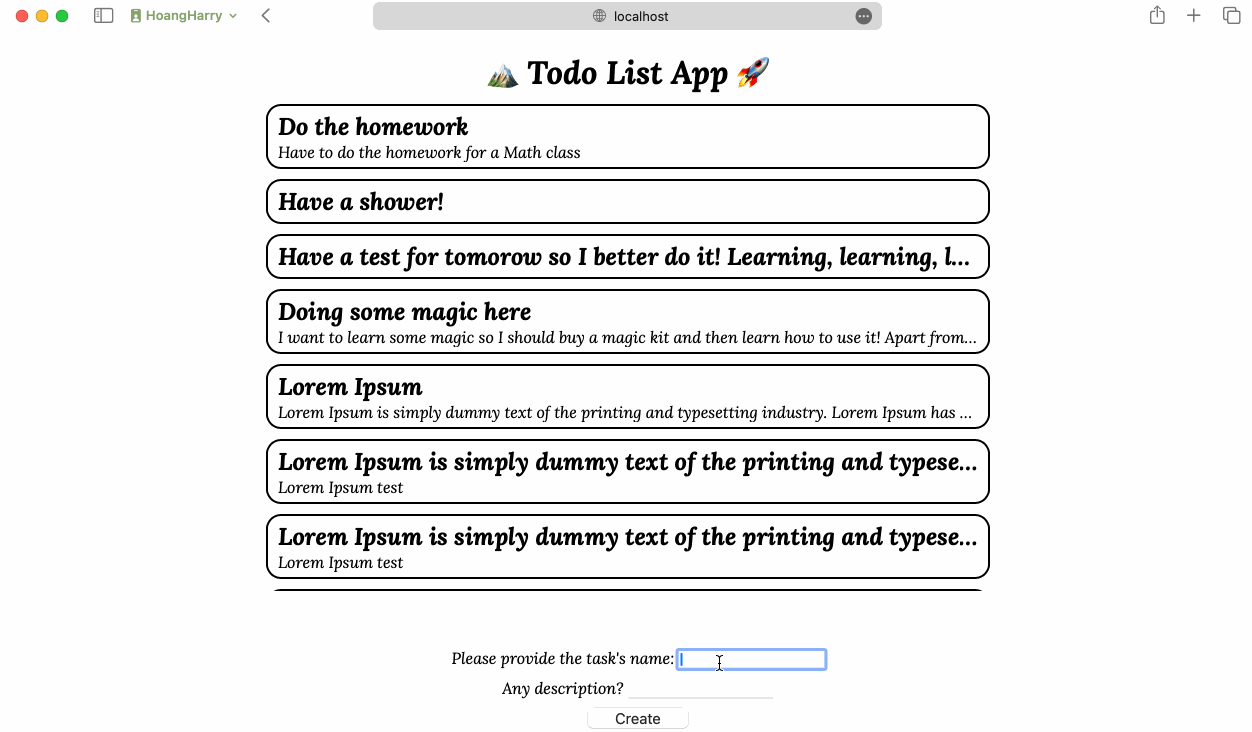 HoangHarry
localhost
Todo List App
Do the homework
Have to do the homework for a Math class
Have a shower!
Have a test for tomorow so I better do it! Learning, learning, l...
Doing some magic here
I want to learn some magic so I should buy a magic kit and then learn how to use it! Apart from...
Lorem Ipsum
Lorem Ipsum is simply dummy text of the printing and typesetting industry. Lorem Ipsum has ...
Lorem Ipsum is simply dummy text of the printing and typese...
Lorem Ipsum test
Lorem Ipsum is simply dummy text of the printing and typese...
Lorem Ipsum test
Please provide the task's name:
Any description?
Create